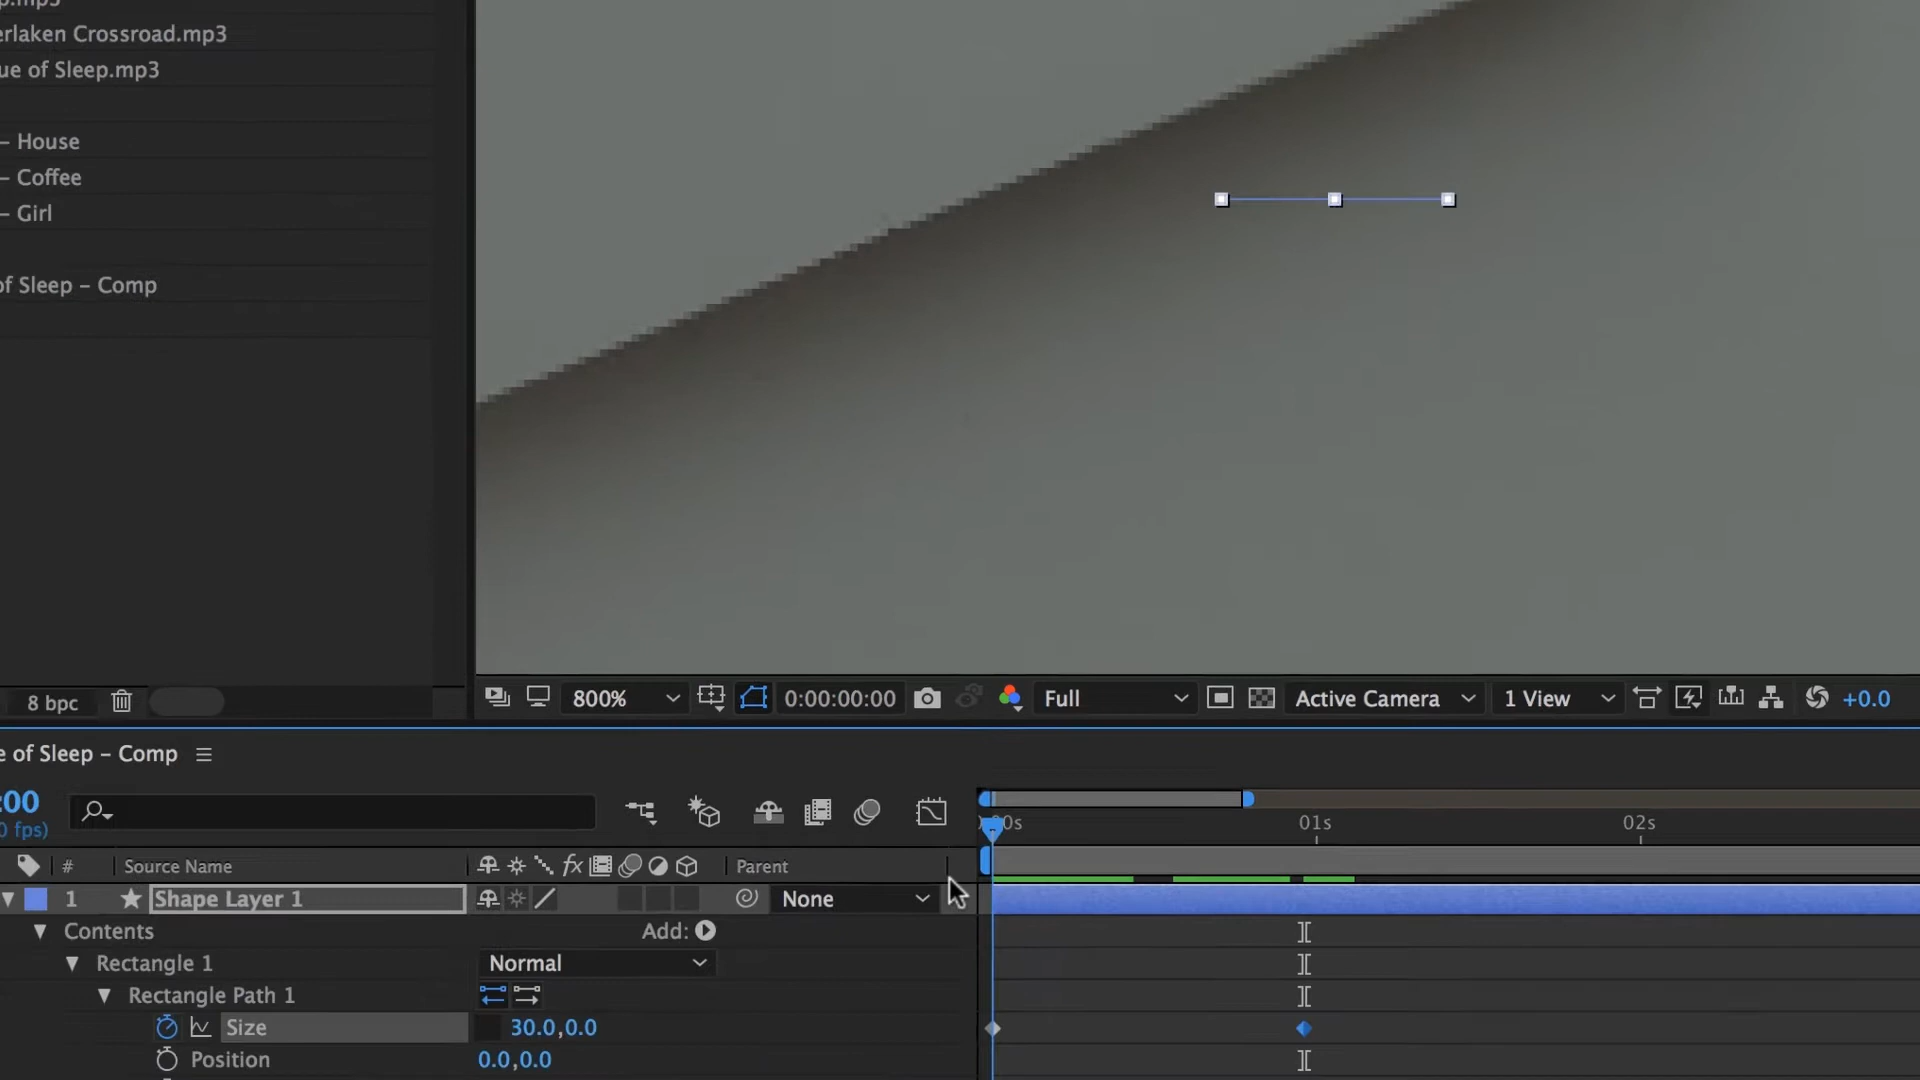 p.mp3
erlaken Crossroad.mp3
ue of Sleep.mp3
– House
– Coffee
– Girl
of Sleep – Comp
8 bpc
800%
0:00:00:00
Full
Active Camera
1 View
+0.0
e of Sleep – Comp
:00
0 fps)
00s
01s
02s
#
Source Name
fx
Parent
1
Shape Layer 1
None
Contents
Add:
Rectangle 1
Normal
Rectangle Path 1
Size
30.0,0.0
Position
0.0,0.0